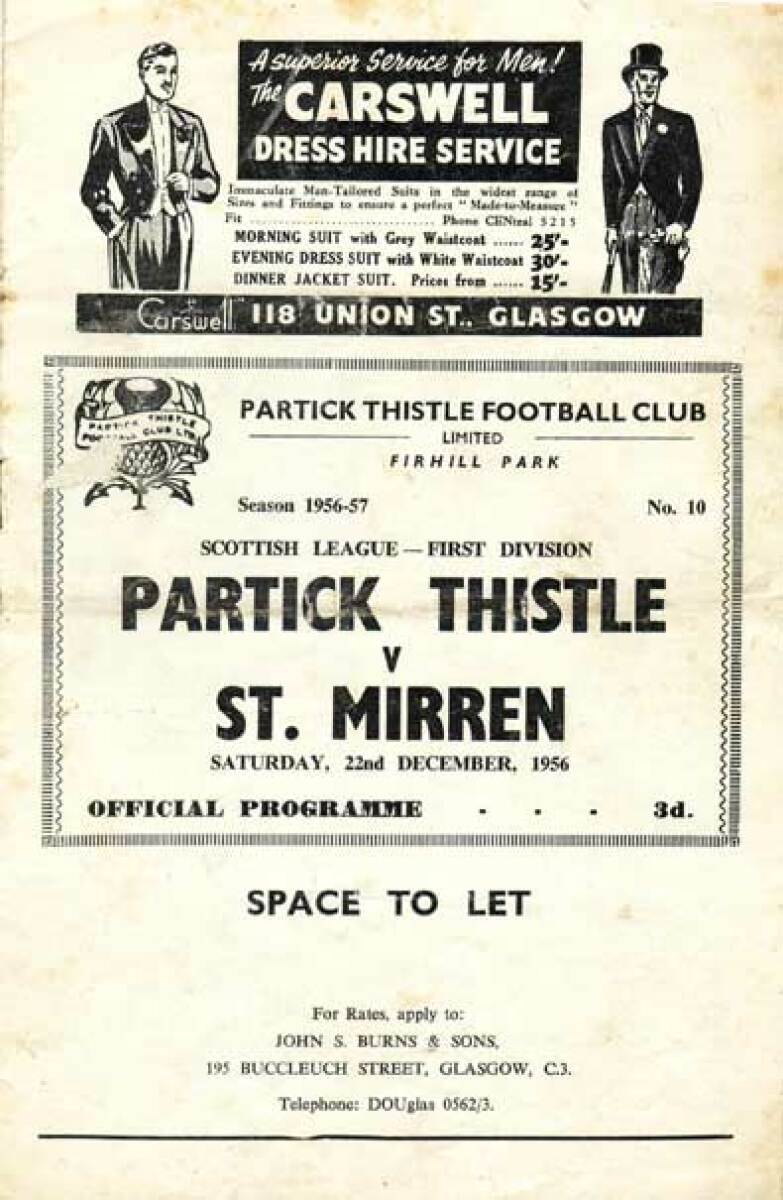 A superior Service for Men!
The CARSWELL
DRESS HIRE SERVICE
Immaculate Man-Tailored Suits in the widest range of
Sizes and Fittings to ensure a perfect "Made-to-Measure"
Fit ................................ Phone CENtral 5215
MORNING SUIT with Grey Waistcoat ...... 25'-
EVENING DRESS SUIT with White Waistcoat 30'-
DINNER JACKET SUIT. Prices from ...... 15'-
Carswell 118 UNION ST., GLASGOW
PARTICK THISTLE
FOOTBALL CLUB LTD.
PARTICK THISTLE FOOTBALL CLUB
LIMITED
FIRHILL PARK
Season 1956-57 No. 10
SCOTTISH LEAGUE — FIRST DIVISION
PARTICK THISTLE
V
ST. MIRREN
SATURDAY, 22nd DECEMBER, 1956
OFFICIAL PROGRAMME - - - 3d.
SPACE TO LET
For Rates, apply to:
JOHN S. BURNS & SONS,
195 BUCCLEUCH STREET, GLASGOW, C.3.
Telephone: DOUglas 0562/3.